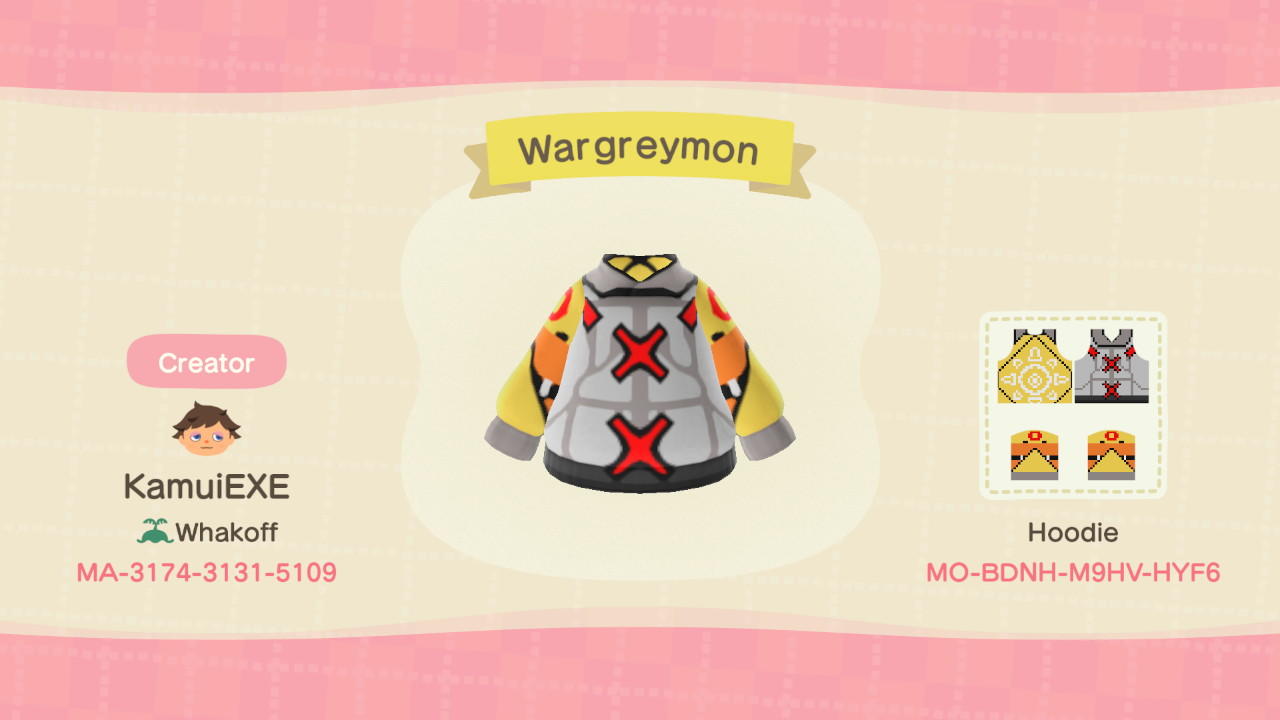 Wargreymon
Creator
KamuiEXE
Whakoff
MA-3174-3131-5109
Hoodie
MO-BDNH-M9HV-HYF6